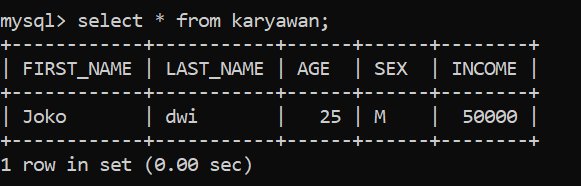 mysql> select * from karyawan;
+------------+-----------+------+------+--------+
| FIRST_NAME | LAST_NAME | AGE  | SEX  | INCOME |
+------------+-----------+------+------+--------+
| Joko       | dwi       |   25 | M    |  50000 |
+------------+-----------+------+------+--------+
1 row in set (0.00 sec)